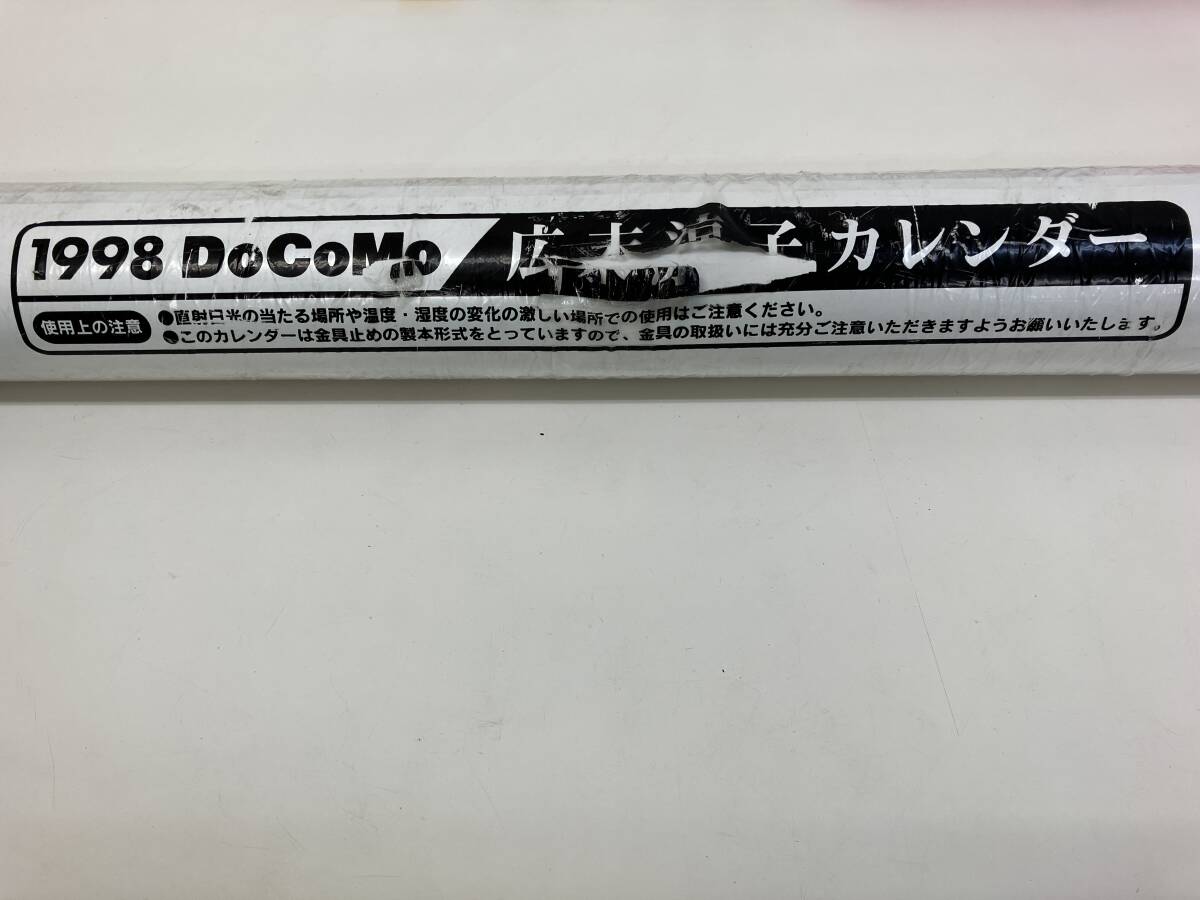 1998 DoCoMo 広末涼子カレンダー
使用上の注意
●直射日光の当たる場所や温度・湿度の変化の激しい場所での使用はご注意ください。
●このカレンダーは金具止めの製本形式をとっていますので、金具の取扱いには充分ご注意いただきますようお願いいたします。